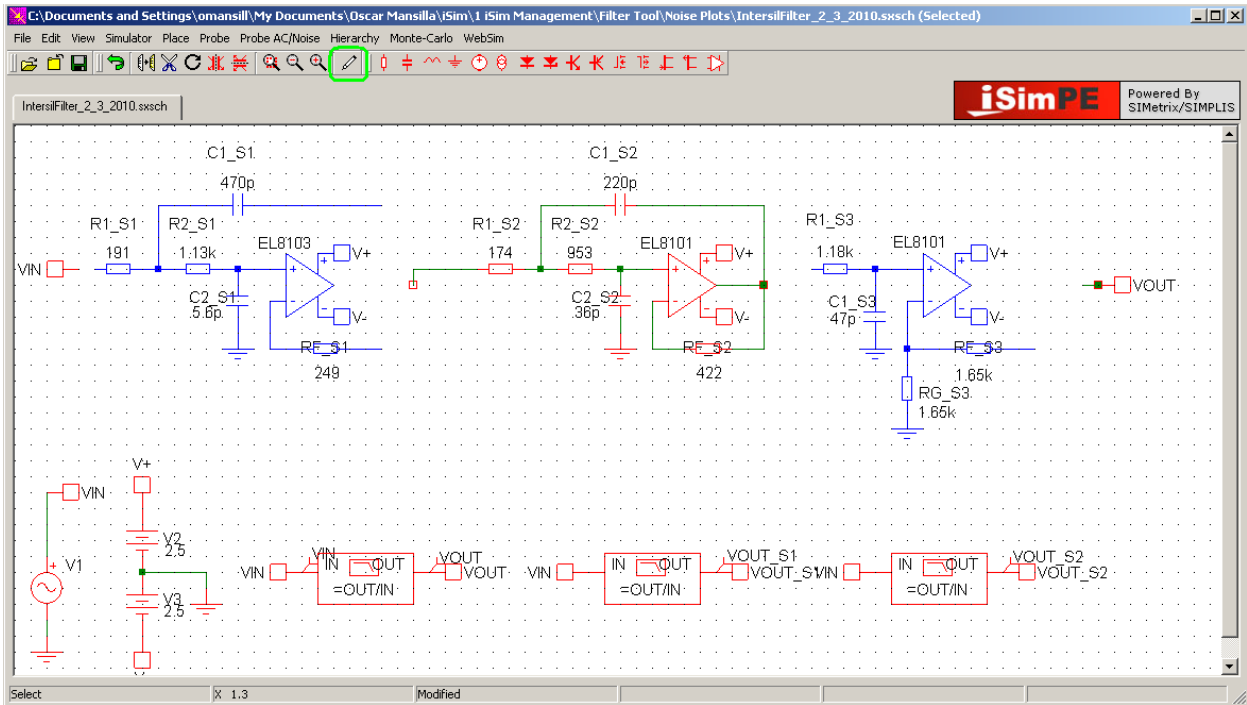 C:\Documents and Settings\omansill\My Documents\Oscar Mansilla\iSim\1 iSim Management\Filter Tool\Noise Plots\IntersilFilter_2_3_2010.sxsch (Selected)
File Edit View Simulator Place Probe Probe AC/Noise Hierarchy Monte-Carlo WebSim
iSimPE Powered By
SIMetrix/SIMPLIS
IntersilFilter_2_3_2010.sxsch
C1_S1 C1_S2
470p 220p
R1_S1 R2_S1 R1_S2 R2_S2 R1_S3
191 1.13k EL8103 174 953 EL8101 1.18k EL8101
V+ V+ V+
VIN
VOUT
C2_S1 C2_S2 C1_S3
5.6p 36p 47p
V- V- V-
RF_S1 RF_S2 RF_S3
249 422 1.65k
RG_S3
1.65k
V+
VIN
V2
2.5
V1
V3
2.5
VIN VOUT VOUT_S1 VOUT_S2
IN OUT IN OUT IN OUT
VIN VOUT VIN VOUT_S1 VIN VOUT_S2
=OUT/IN =OUT/IN =OUT/IN
Select X 1.3 Modified